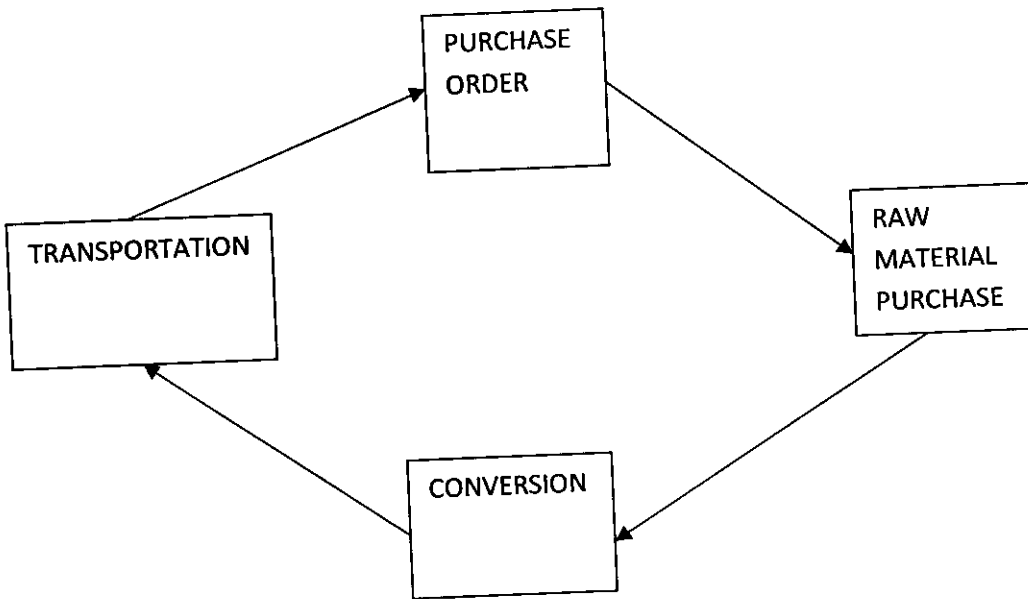 PURCHASE
ORDER
RAW
MATERIAL
PURCHASE
TRANSPORTATION
CONVERSION